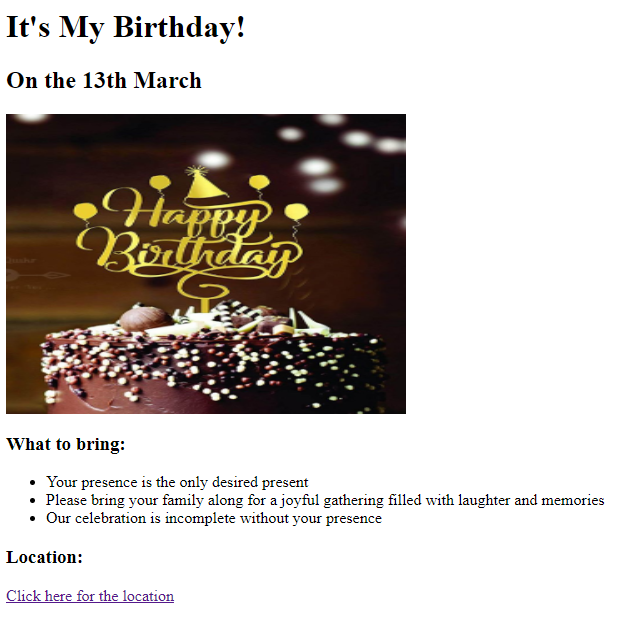 It's My Birthday!
On the 13th March
Happy
Birthday
What to bring:
Your presence is the only desired present
Please bring your family along for a joyful gathering filled with laughter and memories
Our celebration is incomplete without your presence
Location:
Click here for the location